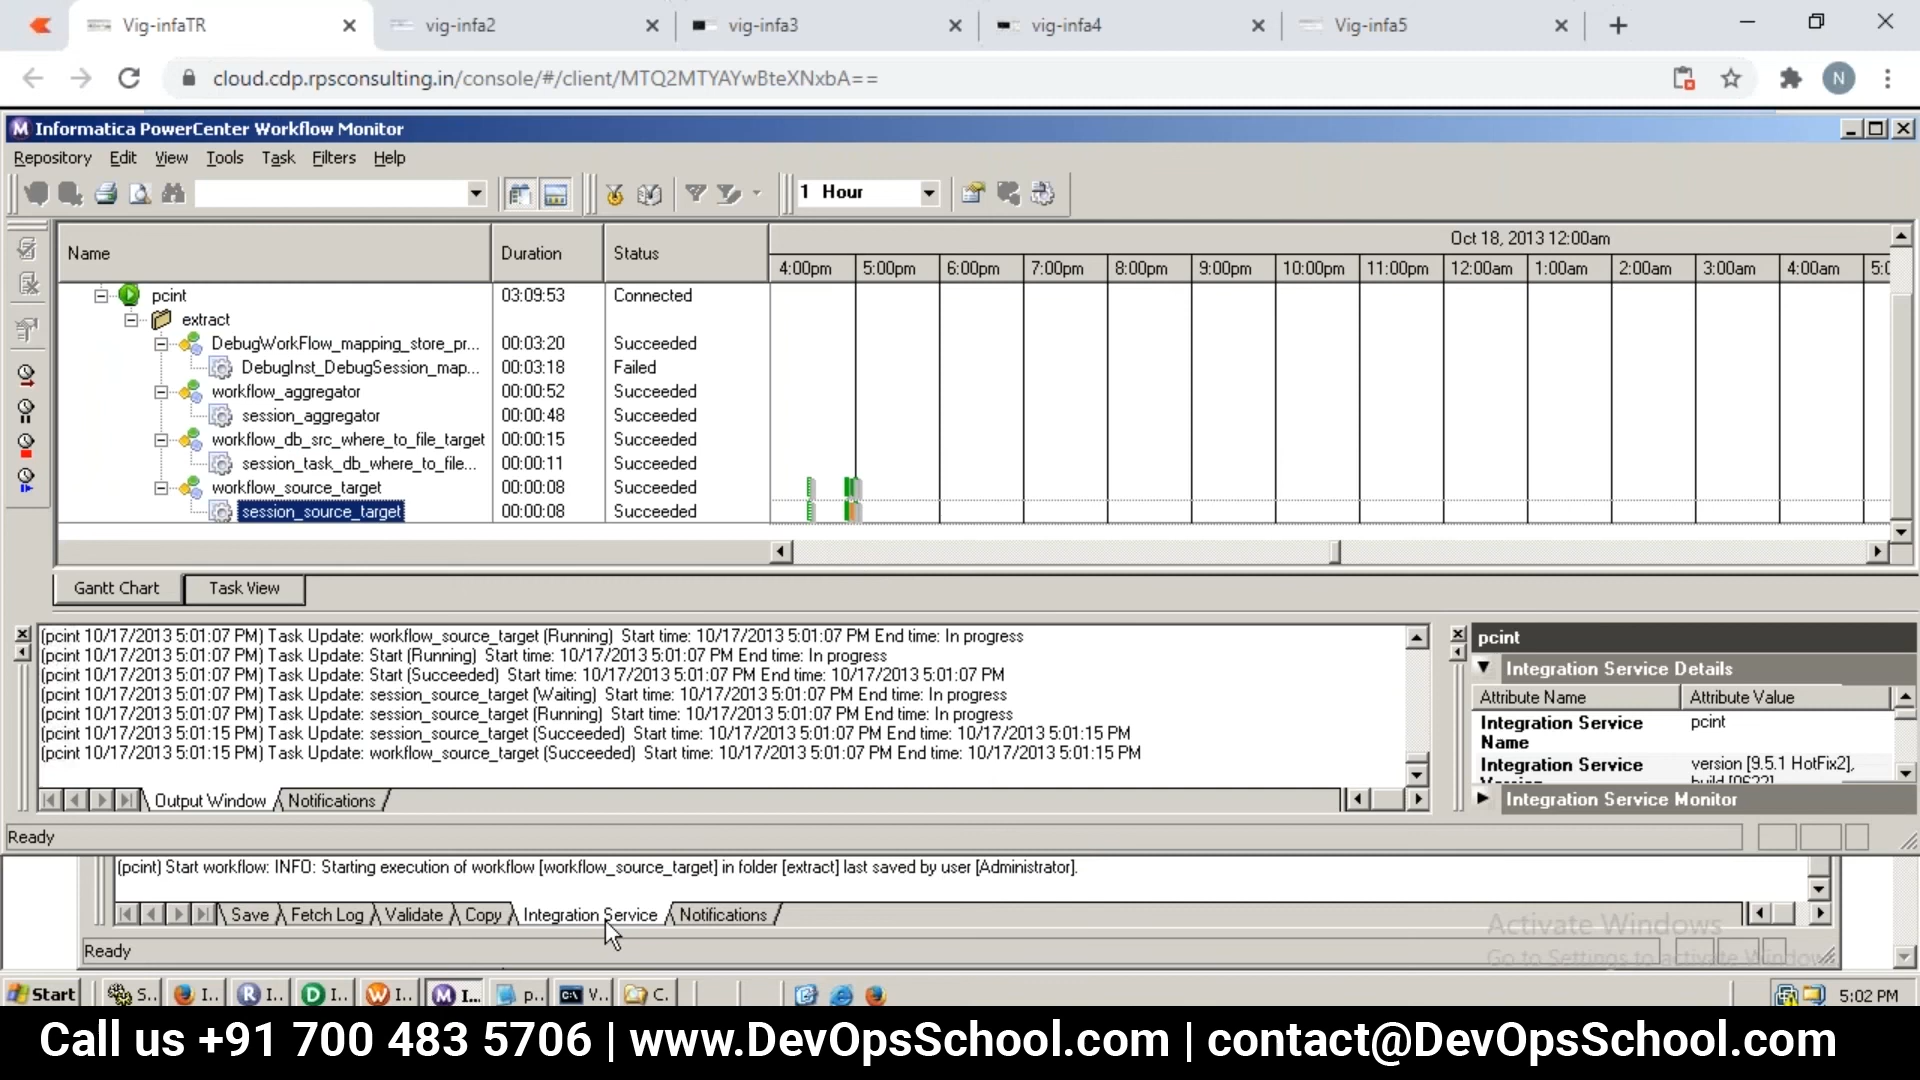 Vig-infaTR
vig-infa2
vig-infa3
vig-infa4
Vig-infa5
cloud.cdp.rpsconsulting.in/console/#/client/MTQ2MTYAYwBteXNxbA==
N
Informatica PowerCenter Workflow Monitor
Repository Edit View Tools Task Filters Help
1 Hour
Name Duration Status
Oct 18, 2013 12:00am
4:00pm 5:00pm 6:00pm 7:00pm 8:00pm 9:00pm 10:00pm 11:00pm 12:00am 1:00am 2:00am 3:00am 4:00am
pcint 03:09:53 Connected
extract
DebugWorkFlow_mapping_store_pr... 00:03:20 Succeeded
DebugInst_DebugSession_map... 00:03:18 Failed
workflow_aggregator 00:00:52 Succeeded
session_aggregator 00:00:48 Succeeded
workflow_db_src_where_to_file_target 00:00:15 Succeeded
session_task_db_where_to_file... 00:00:11 Succeeded
workflow_source_target 00:00:08 Succeeded
session_source_target 00:00:08 Succeeded
Gantt Chart Task View
(pcint 10/17/2013 5:01:07 PM) Task Update: workflow_source_target (Running) Start time: 10/17/2013 5:01:07 PM End time: In progress
(pcint 10/17/2013 5:01:07 PM) Task Update: Start (Running) Start time: 10/17/2013 5:01:07 PM End time: In progress
(pcint 10/17/2013 5:01:07 PM) Task Update: Start (Succeeded) Start time: 10/17/2013 5:01:07 PM End time: 10/17/2013 5:01:07 PM
(pcint 10/17/2013 5:01:07 PM) Task Update: session_source_target (Waiting) Start time: 10/17/2013 5:01:07 PM End time: In progress
(pcint 10/17/2013 5:01:07 PM) Task Update: session_source_target (Running) Start time: 10/17/2013 5:01:07 PM End time: In progress
(pcint 10/17/2013 5:01:15 PM) Task Update: session_source_target (Succeeded) Start time: 10/17/2013 5:01:07 PM End time: 10/17/2013 5:01:15 PM
(pcint 10/17/2013 5:01:15 PM) Task Update: workflow_source_target (Succeeded) Start time: 10/17/2013 5:01:07 PM End time: 10/17/2013 5:01:15 PM
Output Window Notifications
pcint
Integration Service Details
Attribute Name Attribute Value
Integration Service pcint
Name
Integration Service version [9.5.1 HotFix2],
Integration Service Monitor
Ready
(pcint) Start workflow: INFO: Starting execution of workflow [workflow_source_target] in folder [extract] last saved by user [Administrator].
Save Fetch Log Validate Copy Integration Service Notifications
Activate Windows
Go to Settings to activate Windows.
Ready
Start S.. I.. I.. I.. I.. I... p.. V.. C. 5:02 PM
Call us +91 700 483 5706 | www.DevOpsSchool.com | contact@DevOpsSchool.com